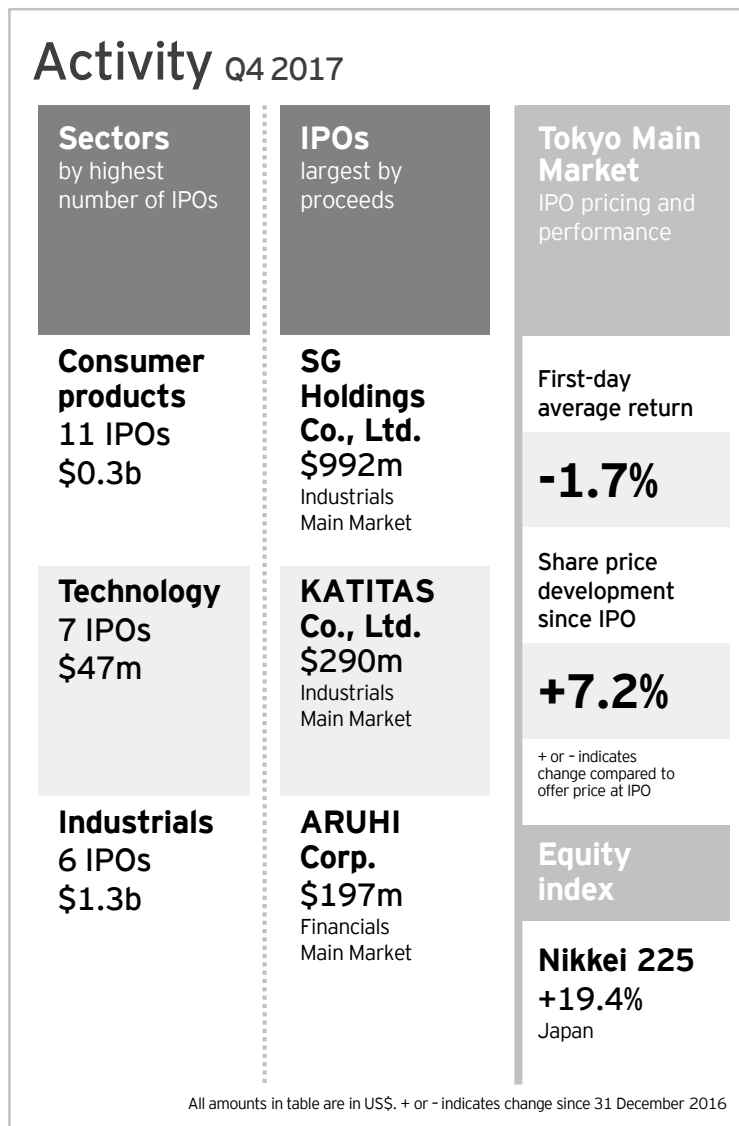 Activity Q4 2017
Sectors
by highest
number of IPOs
Consumer
products
11 IPOs
$0.3b
Technology
7 IPOs
$47m
Industrials
6 IPOs
$1.3b
IPOs
largest by
proceeds
SG
Holdings
Co., Ltd.
$992m
Industrials
Main Market
KATITAS
Co., Ltd.
$290m
Industrials
Main Market
ARUHI
Corp.
$197m
Financials
Main Market
Tokyo Main
Market
IPO pricing and
performance
First-day
average return
-1.7%
Share price
development
since IPO
+7.2%
+ or – indicates
change compared to
offer price at IPO
Equity
index
Nikkei 225
+19.4%
Japan
All amounts in table are in US$. + or – indicates change since 31 December 2016